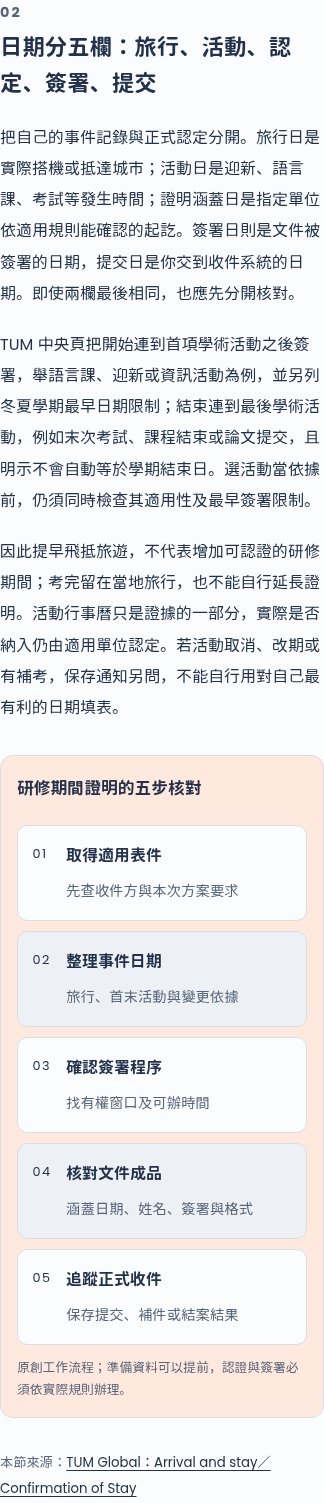 02
日期分五欄：旅行、活動、認
定、簽署、提交
把自己的事件記錄與正式認定分開。旅行日是
實際搭機或抵達城市；活動日是迎新、語言
課、考試等發生時間；證明涵蓋日是指定單位
依適用規則能確認的起訖。簽署日則是文件被
簽署的日期，提交日是你交到收件系統的日
期。即使兩欄最後相同，也應先分開核對。
TUM 中央頁把開始連到首項學術活動之後簽
署，舉語言課、迎新或資訊活動為例，並另列
冬夏學期最早日期限制；結束連到最後學術活
動，例如末次考試、課程結束或論文提交，且
明示不會自動等於學期結束日。選活動當依據
前，仍須同時檢查其適用性及最早簽署限制。
因此提早飛抵旅遊，不代表增加可認證的研修
期間；考完留在當地旅行，也不能自行延長證
明。活動行事曆只是證據的一部分，實際是否
納入仍由適用單位認定。若活動取消、改期或
有補考，保存通知另問，不能自行用對自己最
有利的日期填表。
研修期間證明的五步核對
01 取得適用表件
先查收件方與本次方案要求
02 整理事件日期
旅行、首末活動與變更依據
03 確認簽署程序
找有權窗口及可辦時間
04 核對文件成品
涵蓋日期、姓名、簽署與格式
05 追蹤正式收件
保存提交、補件或結案結果
原創工作流程；準備資料可以提前，認證與簽署必
須依實際規則辦理。
本節來源：TUM Global：Arrival and stay／
Confirmation of Stay